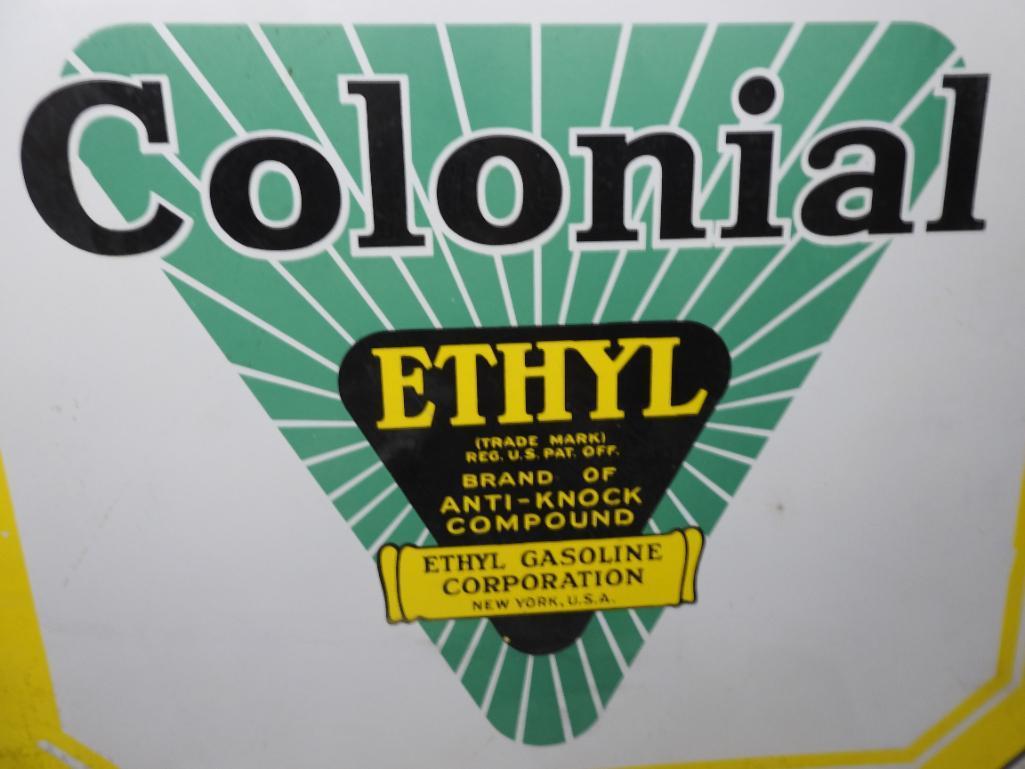 Colonial
ETHYL
(TRADE MARK)
REG. U.S. PAT. OFF.
BRAND OF
ANTI-KNOCK
COMPOUND
ETHYL GASOLINE
CORPORATION
NEW YORK, U.S.A.